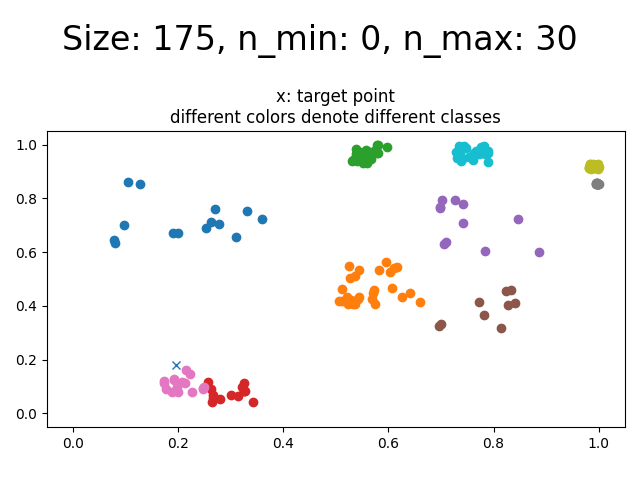 Size: 175, n_min: 0, n_max: 30
x: target point
different colors denote different classes
1.0
0.8
0.6
0.4
0.2
0.0
0.0 0.2 0.4 0.6 0.8 1.0